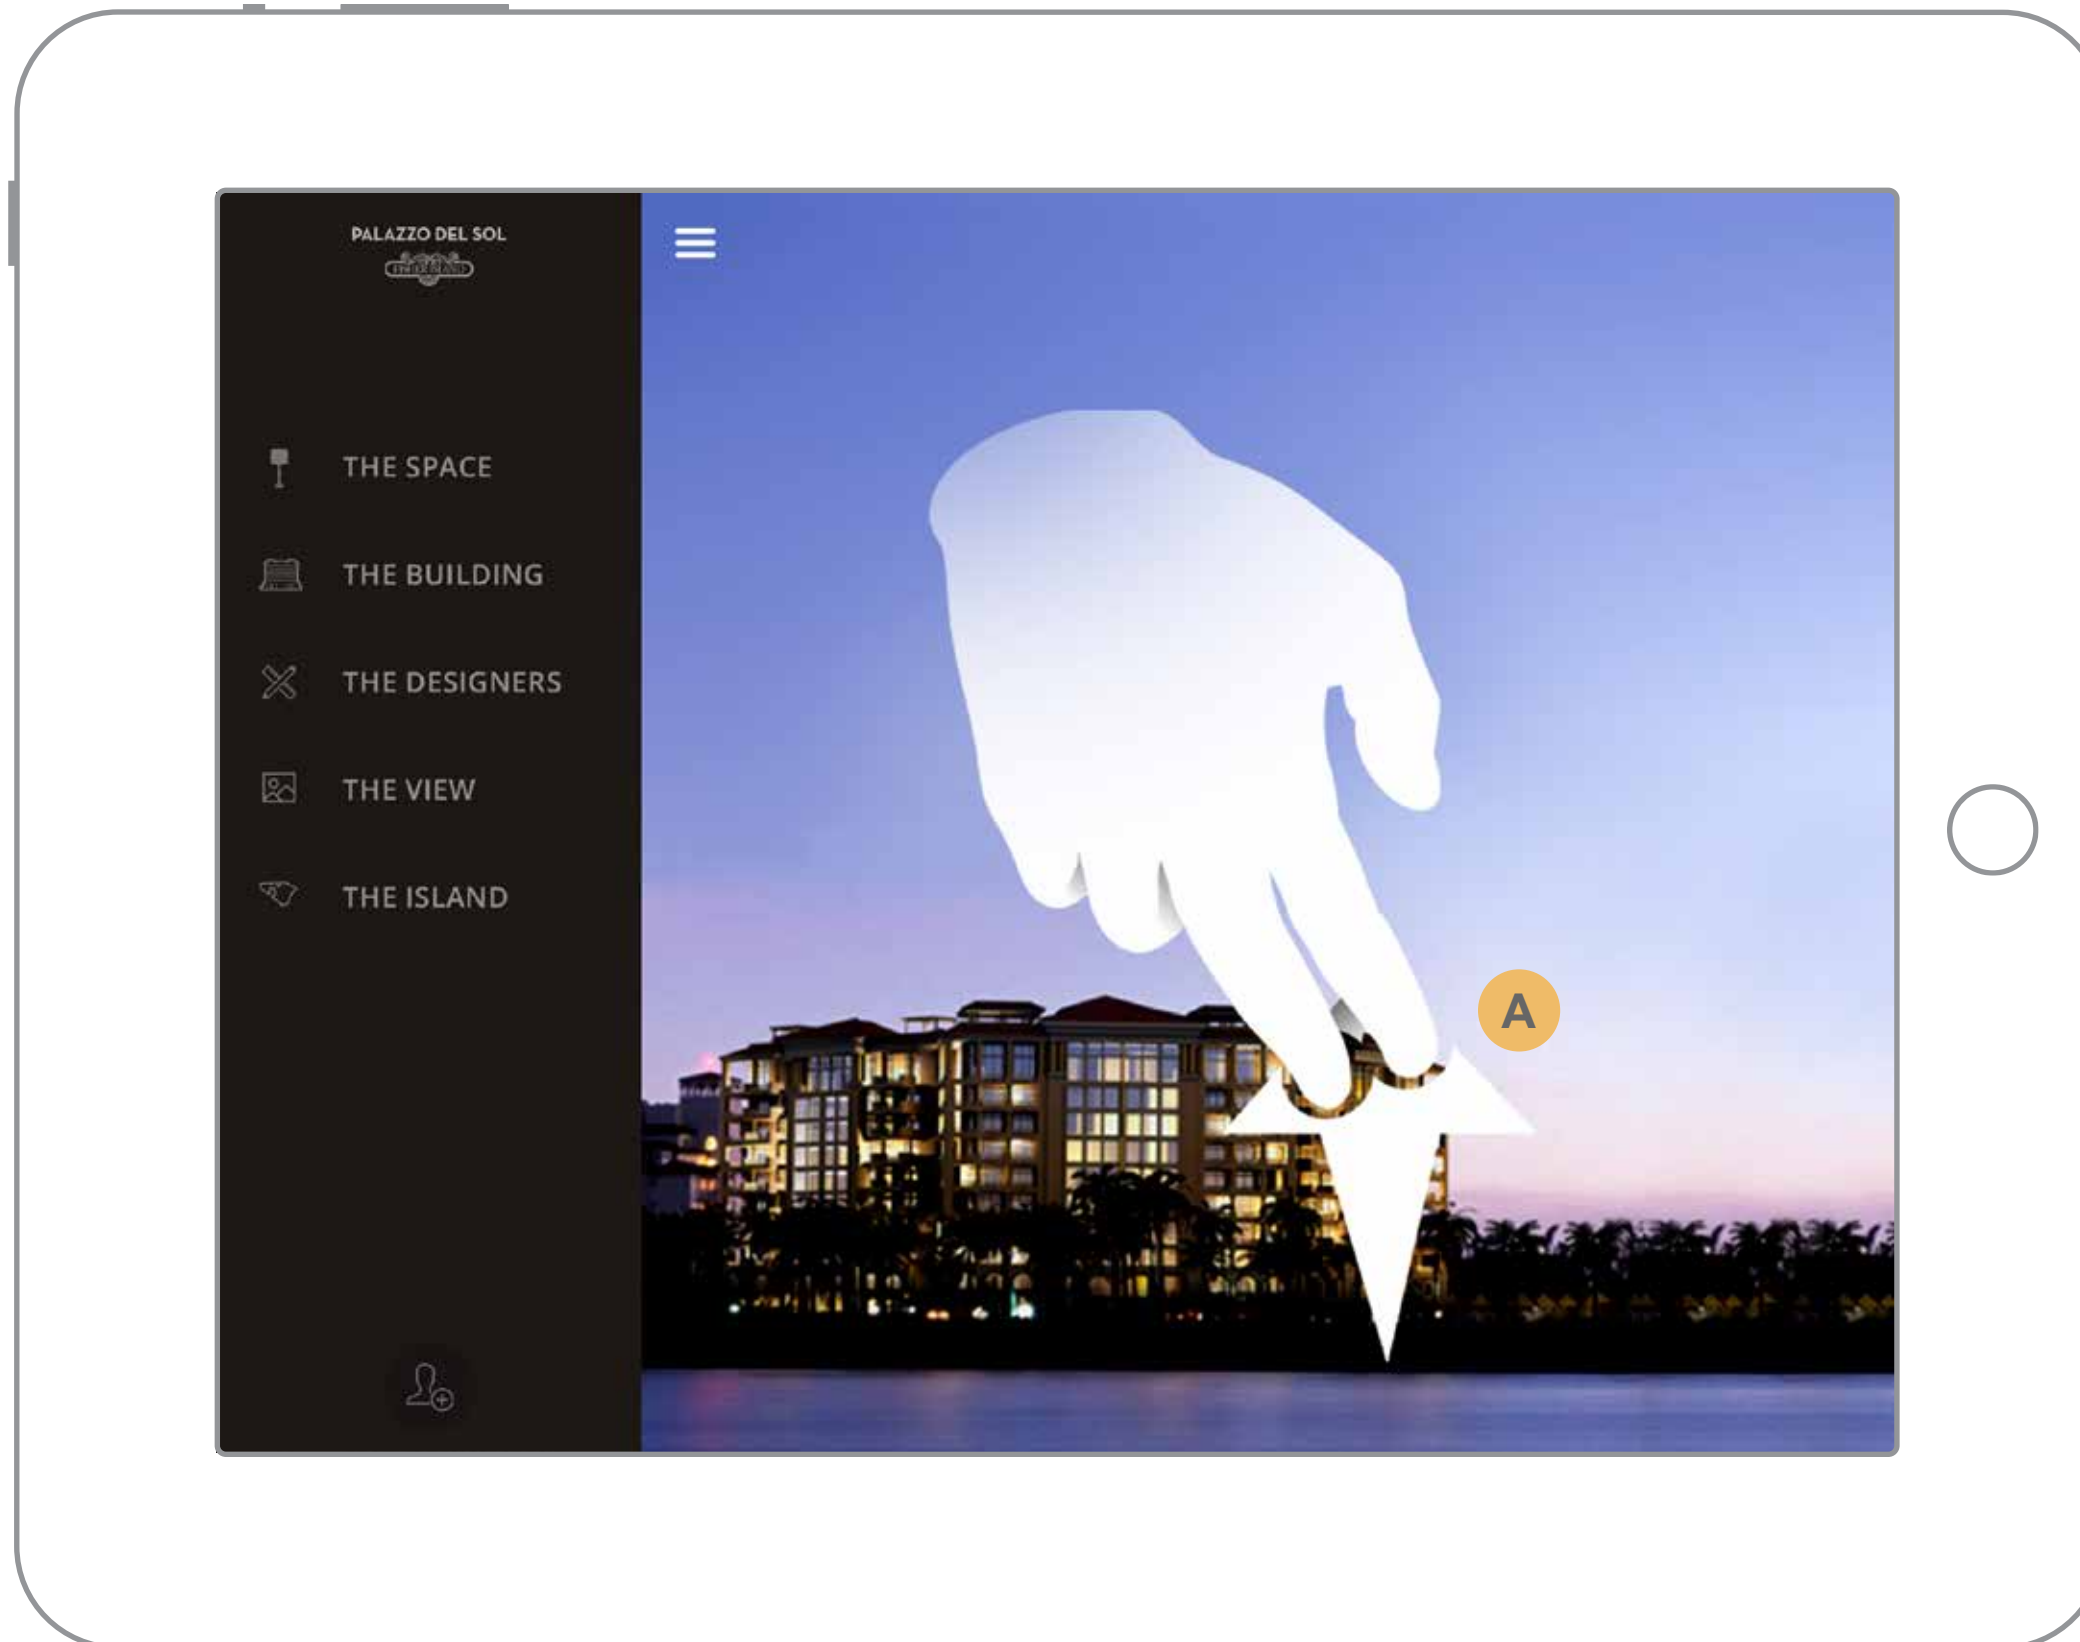 PALAZZO DEL SOL
THE SPACE
THE BUILDING
THE DESIGNERS
THE VIEW
THE ISLAND
A